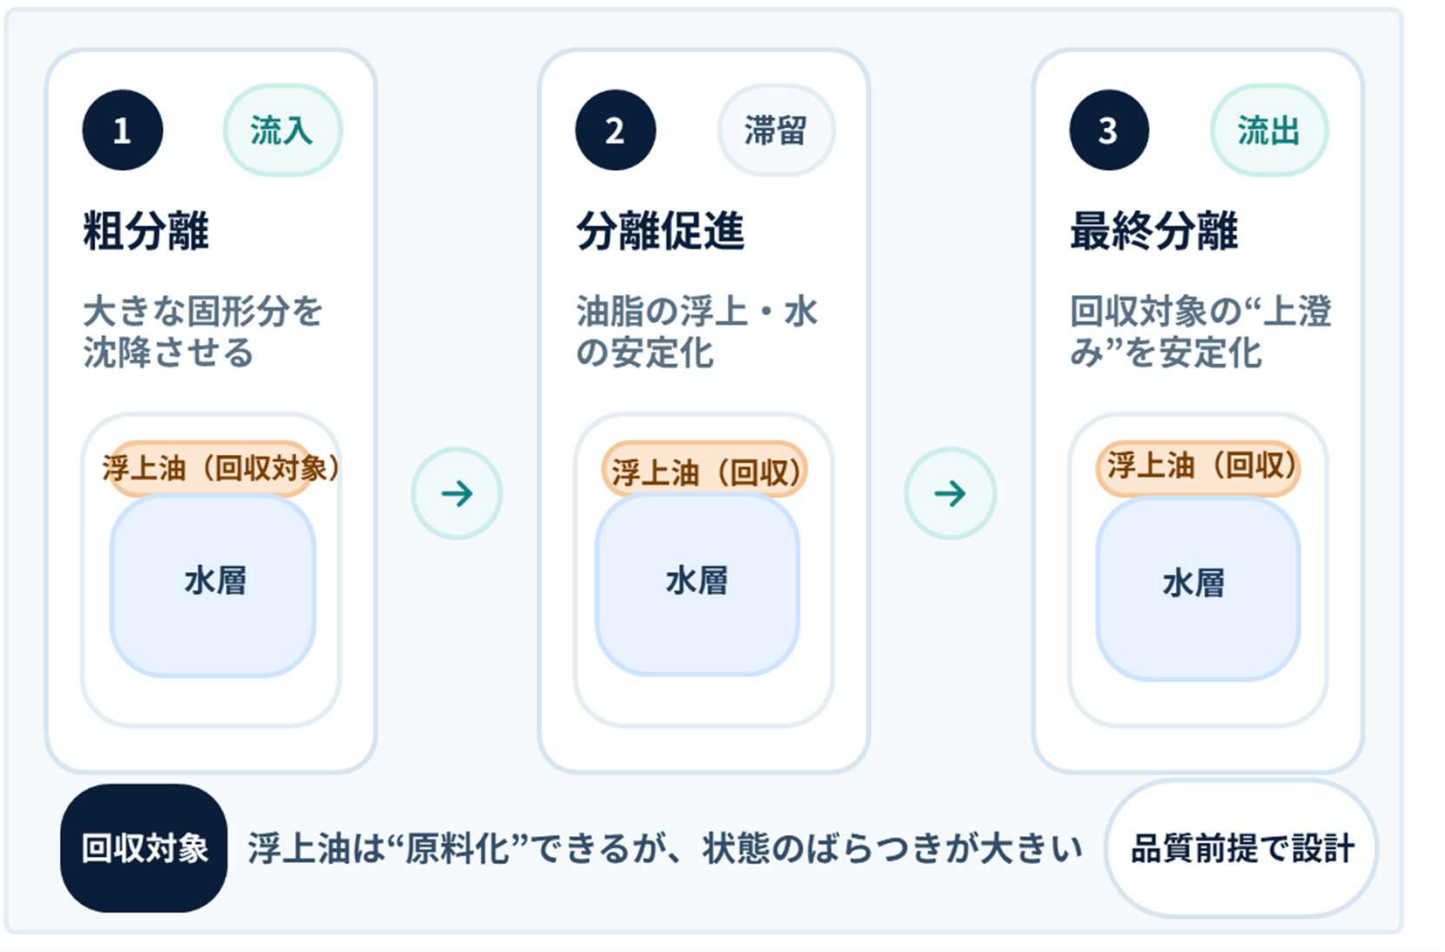 1
流入
粗分離
大きな固形分を
沈降させる
浮上油（回収対象）
水層
→
2
滞留
分離促進
油脂の浮上・水
の安定化
浮上油（回収）
水層
→
3
流出
最終分離
回収対象の“上澄
み”を安定化
浮上油（回収）
水層
回収対象
浮上油は“原料化”できるが、状態のばらつきが大きい
品質前提で設計